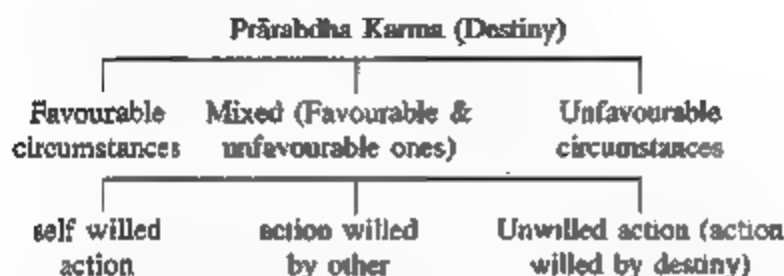 Prārabdha Karma (Destiny)
Favourable Mixed (Favourable & Unfavourable
circumstances unfavourable ones) circumstances
self willed action willed Unwilled action (action
action by other willed by destiny)